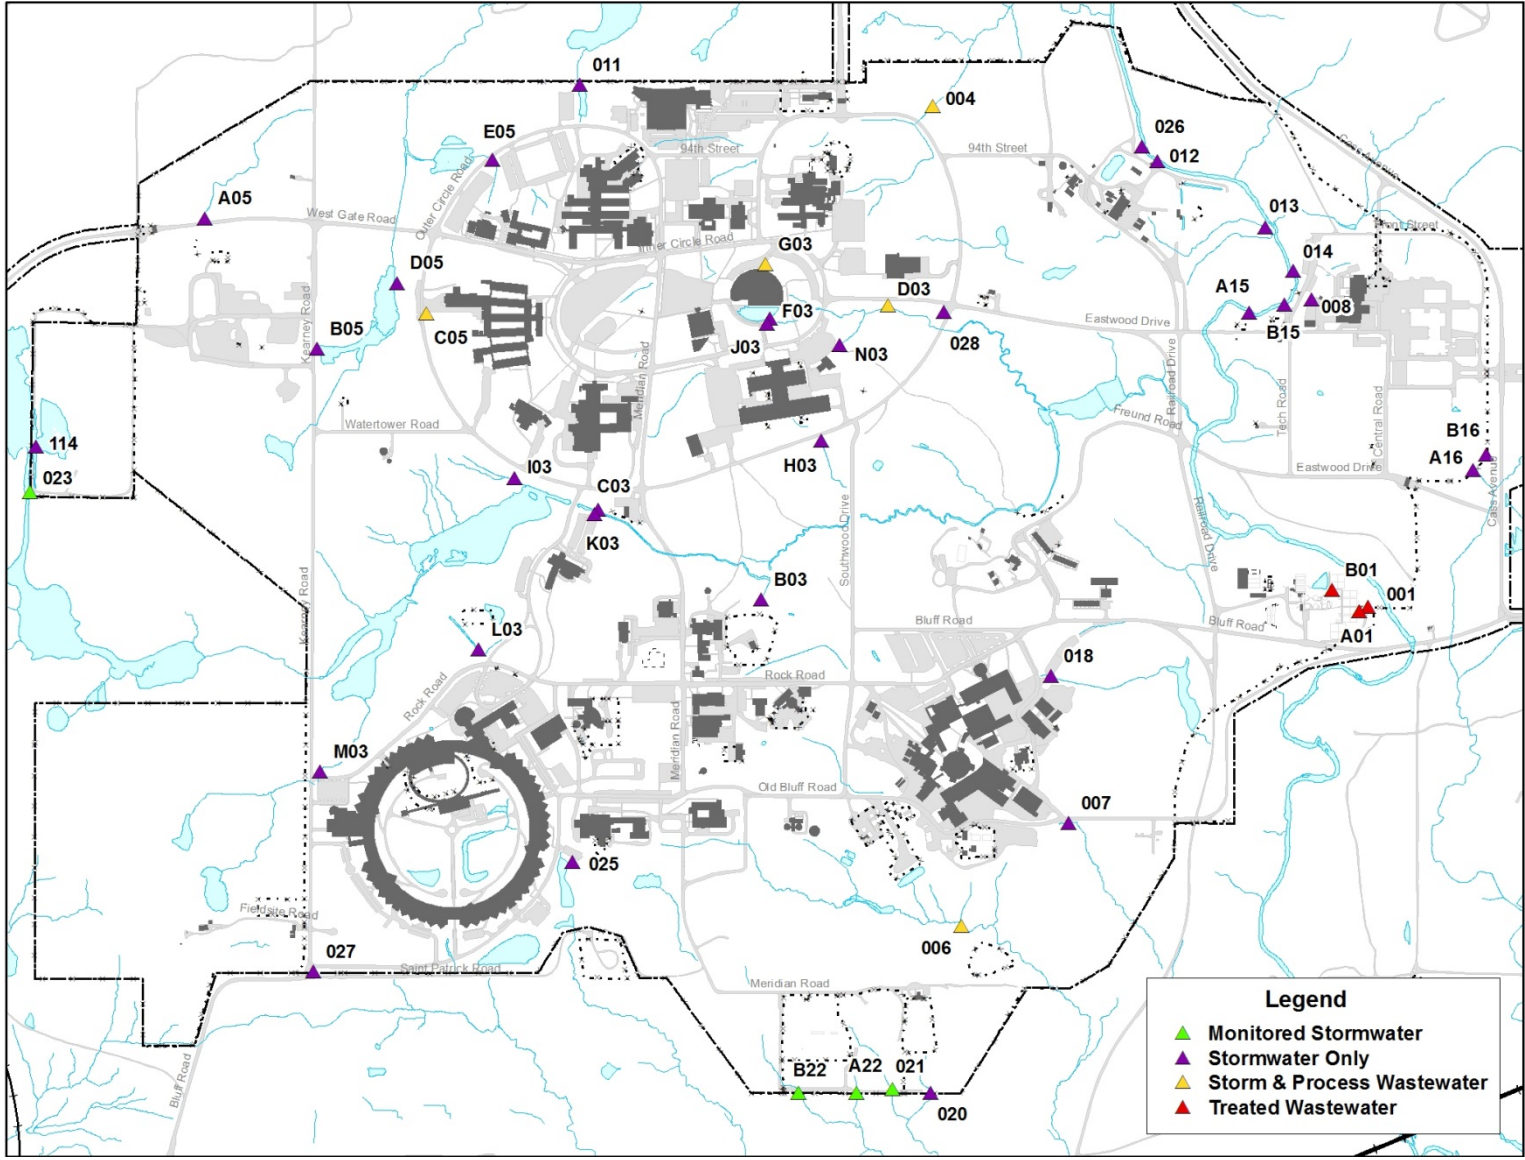 011
004
Cass Avenue
026
E05
94th Street
94th Street
012
A05
West Gate Road
Outer Circle Road
013
Front Street
Inner Circle Road
G03
014
D05
D03
A15
008
F03
Eastwood Drive
B15
Kearney Road
B05
C05
J03
N03
028
Meridian Road
Railroad Drive
Tech Road
Central Road
Freund Road
Watertower Road
114
B16
I03
H03
A16
Eastwood Drive
023
C03
Cass Avenue
K03
Southwood Drive
Railroad Drive
B03
B01
001
Kearney Road
L03
Bluff Road
Bluff Road
A01
018
Rock Road
Rock Road
M03
Meridian Road
Old Bluff Road
007
025
Fieldsite Road
006
027
Saint Patrick Road
Meridian Road
Bluff Road
B22
A22
021
020
Legend
Monitored Stormwater
Stormwater Only
Storm & Process Wastewater
Treated Wastewater